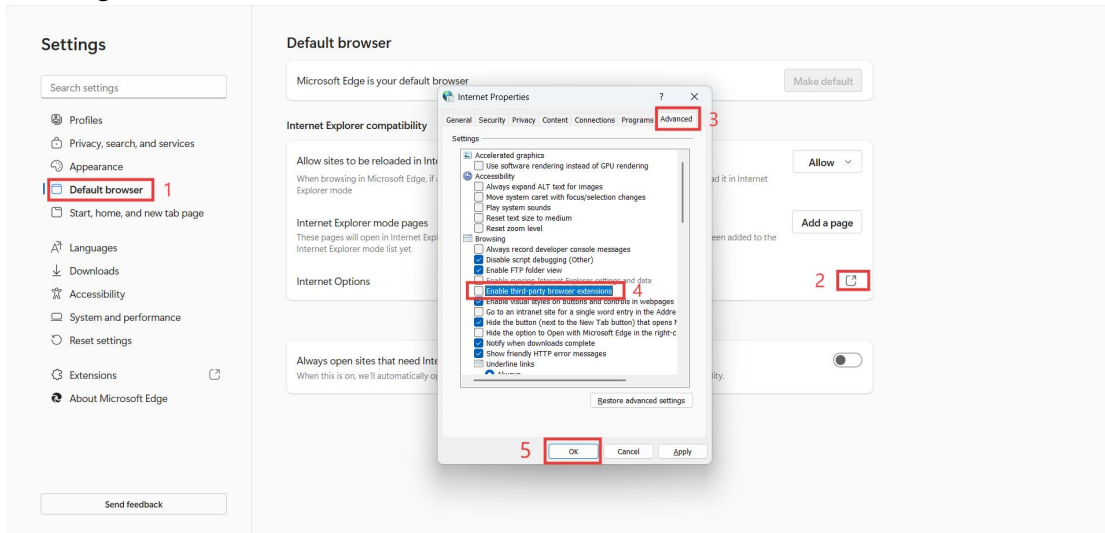 Settings
Search settings
Profiles
Privacy, search, and services
Appearance
Default browser
1
Start, home, and new tab page
Languages
Downloads
Accessibility
System and performance
Reset settings
Extensions
About Microsoft Edge
Send feedback
Default browser
Microsoft Edge is your default browser
Make default
Internet Explorer compatibility
Allow sites to be reloaded in Inte
Allow
When browsing in Microsoft Edge, if
ad it in Internet
Explorer mode
Internet Explorer mode pages
Add a page
These pages will open in Internet Expl
een added to the
Internet Explorer mode list yet
Internet Options
2
Always open sites that need Inte
When this is on, we'll automatically op
Internet Properties
? X
General Security Privacy Content Connections Programs Advanced
3
Settings
Accelerated graphics
Use software rendering instead of GPU rendering
Accessibility
Always expand ALT text for images
Move system caret with focus/selection changes
Play system sounds
Reset text size to medium
Reset zoom level
Browsing
Always record developer console messages
Disable script debugging (Other)
Enable FTP folder view
Enable syncing Internet Explorer settings and data
Enable third-party browser extensions
4
Enable visual styles on buttons and controls in webpages
Go to an intranet site for a single word entry in the Addre
Hide the button (next to the New Tab button) that opens
Hide the option to Open with Microsoft Edge in the right-c
Notify when downloads complete
Show friendly HTTP error messages
Underline links
Always
Restore advanced settings
5
OK Cancel Apply